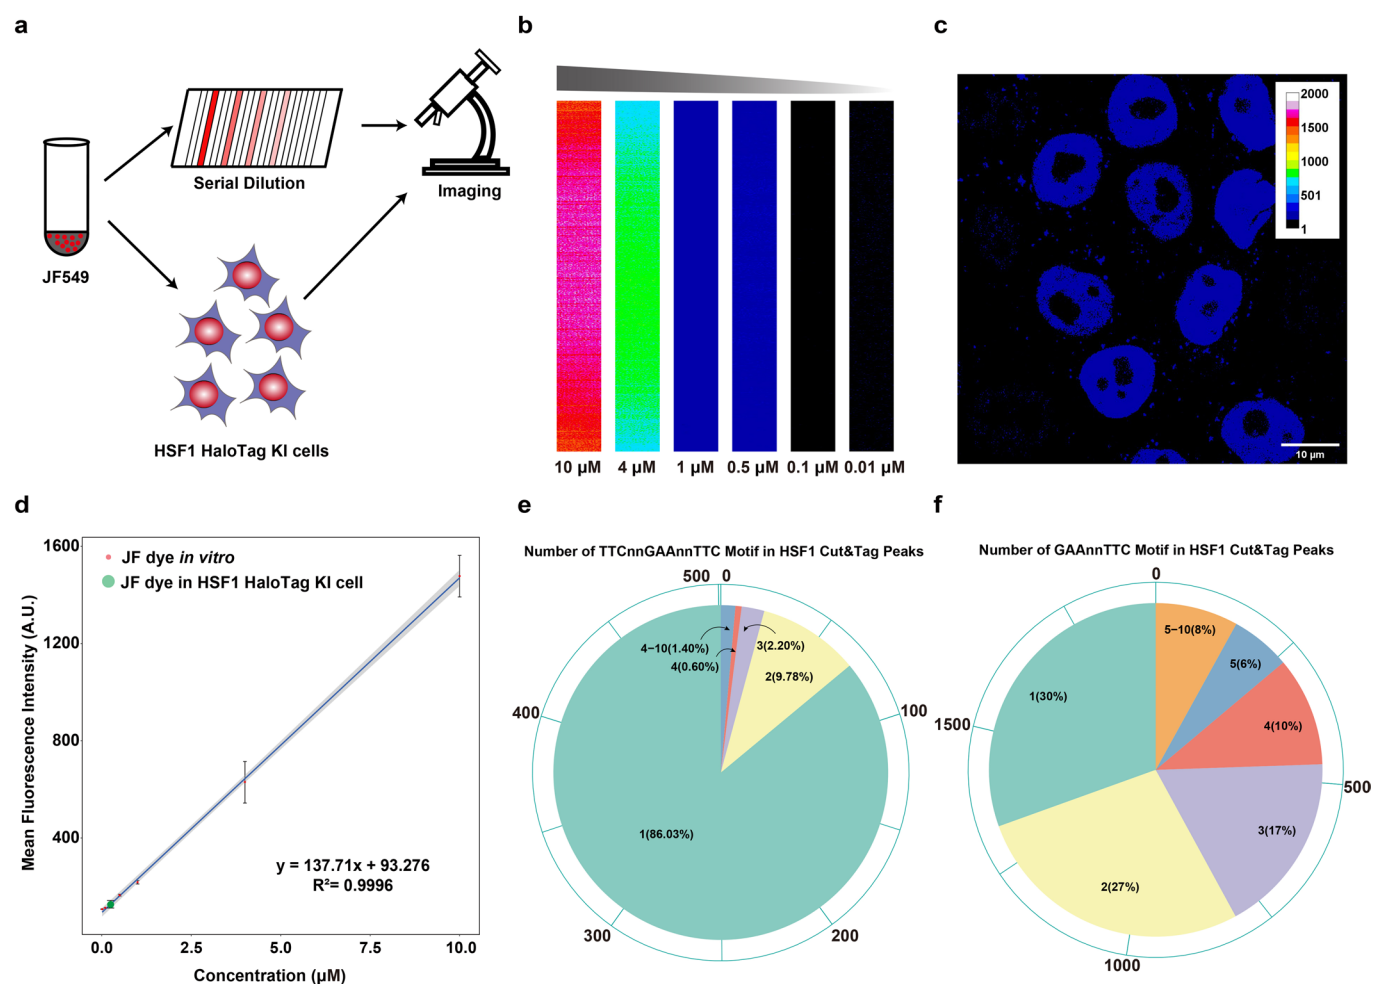 a
JF549
Serial Dilution
Imaging
HSF1 HaloTag KI cells
b
10 µM 4 µM 1 µM 0.5 µM 0.1 µM 0.01 µM
c
2000
1500
1000
501
1
10 µm
d
Mean Fluorescence Intensity (A.U.)
1600
1200
800
400
JF dye in vitro
JF dye in HSF1 HaloTag KI cell
y = 137.71x + 93.276
R²= 0.9996
0.0 2.5 5.0 7.5 10.0
Concentration (µM)
e
Number of TTCnnGAAnnTTC Motif in HSF1 Cut&Tag Peaks
500 0
4−10(1.40%)
4(0.60%)
3(2.20%)
2(9.78%)
1(86.03%)
100
200
300
400
f
Number of GAAnnTTC Motif in HSF1 Cut&Tag Peaks
0
5−10(8%)
5(6%)
4(10%)
3(17%)
2(27%)
1(30%)
500
1000
1500